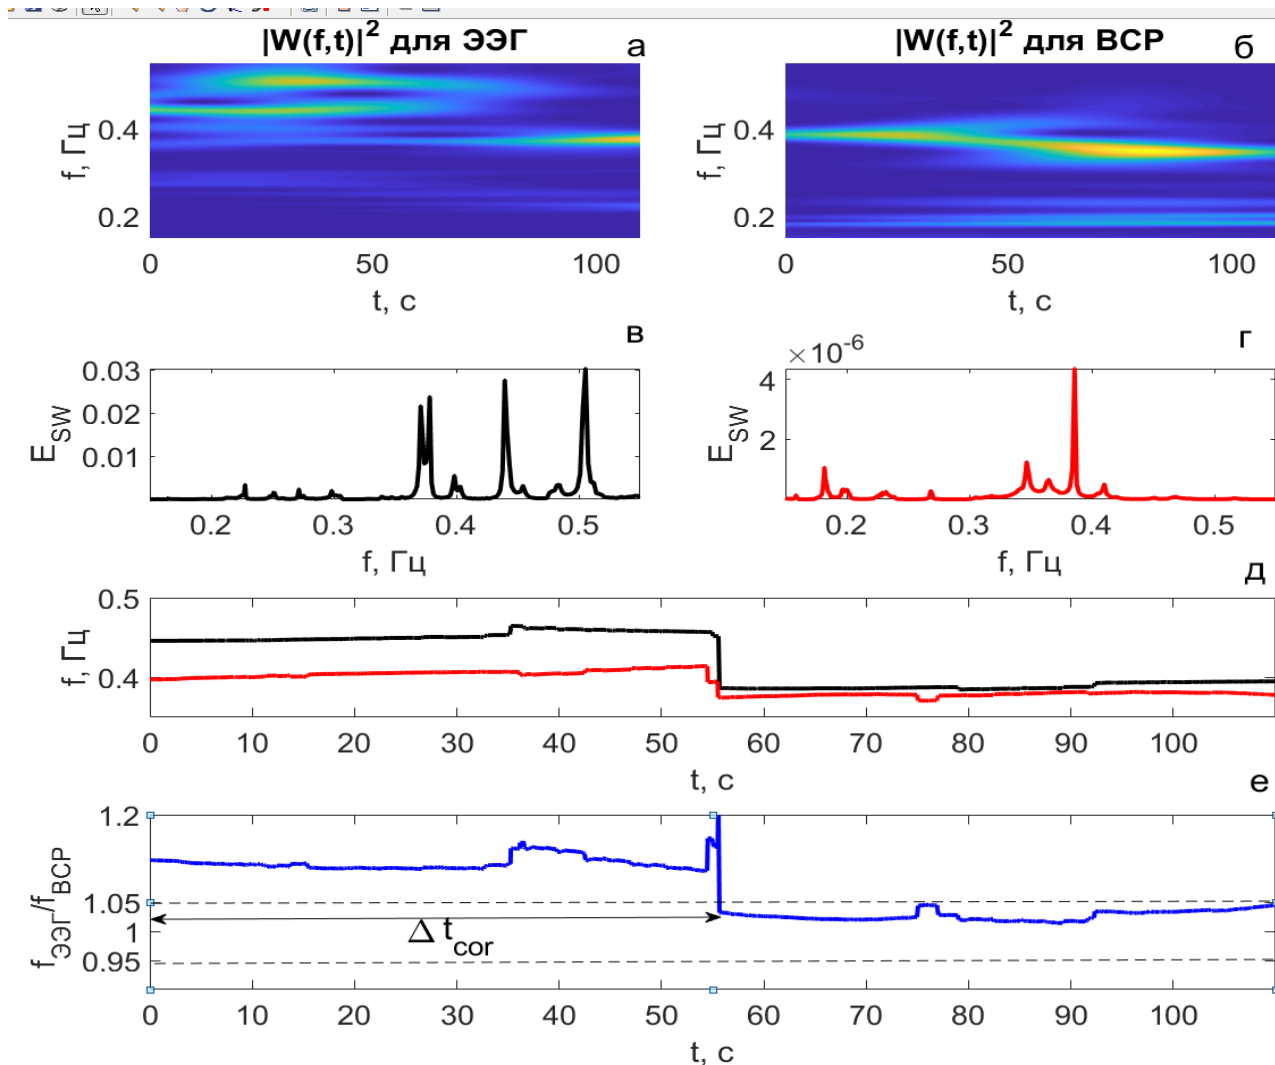 |W(f,t)|² для ЭЭГ
а
f, Гц
0.4
0.2
0
50
100
t, с
|W(f,t)|² для ВСР
б
f, Гц
0.4
0.2
0
50
100
t, с
в
E_SW
0.03
0.02
0.01
0.2
0.3
0.4
0.5
f, Гц
×10⁻⁶
г
E_SW
4
2
0.2
0.3
0.4
0.5
f, Гц
д
f, Гц
0.5
0.4
0
10
20
30
40
50
60
70
80
90
100
t, с
е
f_ЭЭГ/f_ВСР
1.2
1.05
1
0.95
Δ t_cor
0
10
20
30
40
50
60
70
80
90
100
t, с